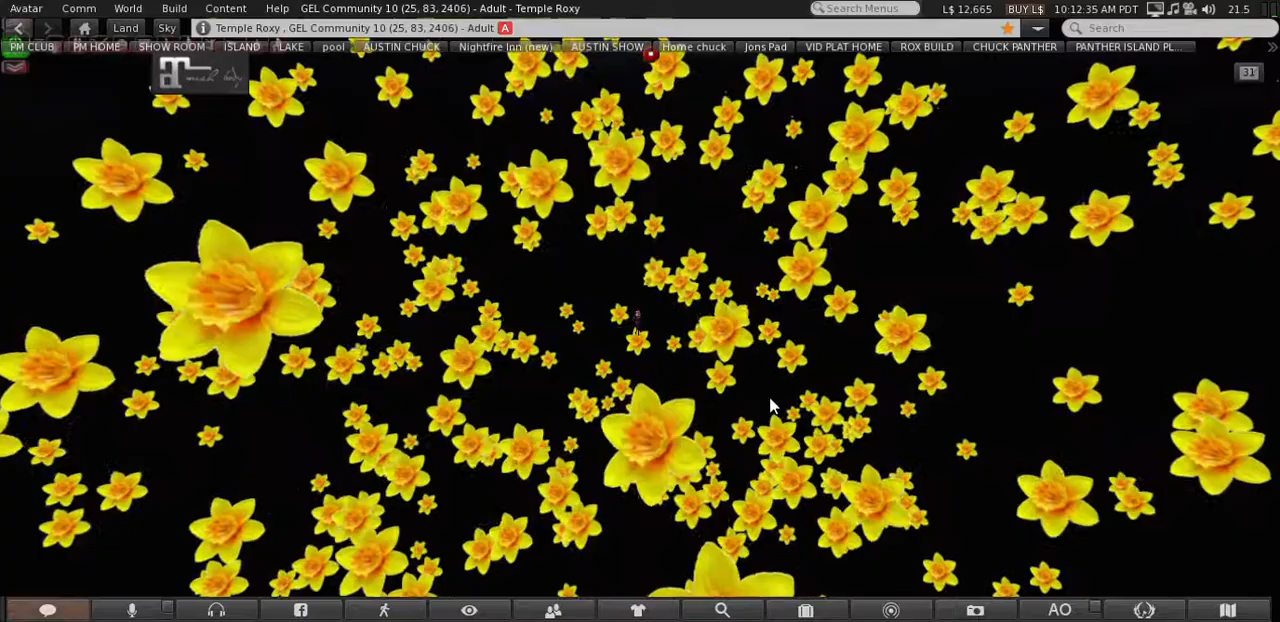 Avatar Comm World Build Content Help GEL Community 10 (25, 83, 2406) - Adult - Temple Roxy Search Menus L$ 12,665 BUY L$ 10:12:35 AM PDT 21.5
Land Sky Temple Roxy , GEL Community 10 (25, 83, 2406) - Adult A Search
PM CLUB PM HOME SHOW ROOM ISLAND LAKE pool AUSTIN CHUCK Nightfire Inn (new) AUSTIN SHOW Home chuck Jons Pad VID PLAT HOME ROX BUILD CHUCK PANTHER PANTHER ISLAND PL...
31
AO